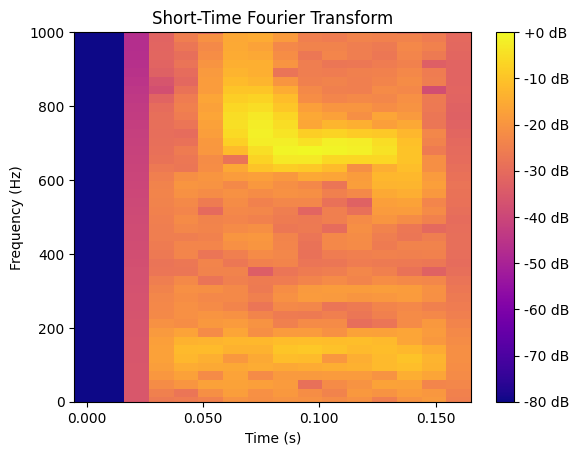 Short-Time Fourier Transform
1000
800
600
400
200
0
Frequency (Hz)
0.000
0.050
0.100
0.150
Time (s)
+0 dB
-10 dB
-20 dB
-30 dB
-40 dB
-50 dB
-60 dB
-70 dB
-80 dB